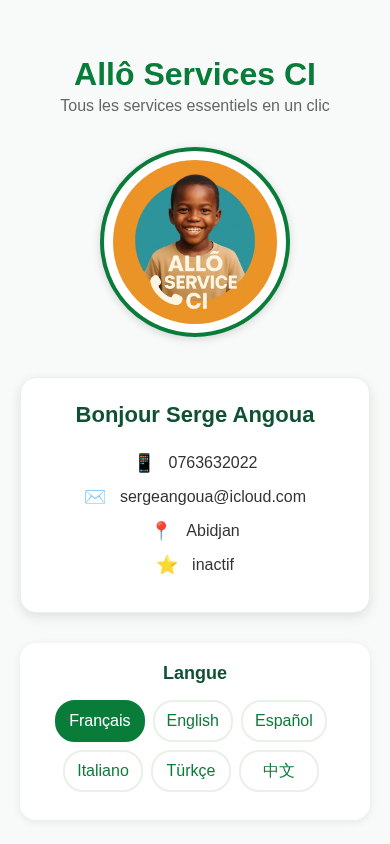 Allô Services CI
Tous les services essentiels en un clic
ALLÕ
SERVICE
CI
Bonjour Serge Angoua
0763632022
sergeangoua@icloud.com
Abidjan
inactif
Langue
Français English Español
Italiano Türkçe 中文